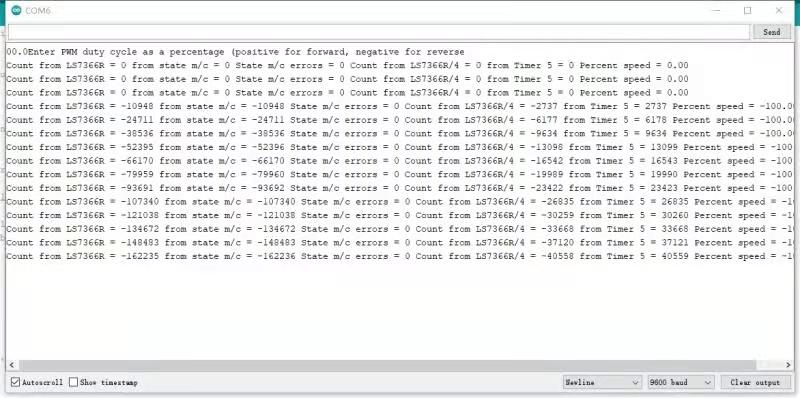 COM6
Send
00.0Enter PWM duty cycle as a percentage (positive for forward, negative for reverse
Count from LS7366R = 0 from state m/c = 0 State m/c errors = 0 Count from LS7366R/4 = 0 from Timer 5 = 0 Percent speed = 0.00
Count from LS7366R = 0 from state m/c = 0 State m/c errors = 0 Count from LS7366R/4 = 0 from Timer 5 = 0 Percent speed = 0.00
Count from LS7366R = 0 from state m/c = 0 State m/c errors = 0 Count from LS7366R/4 = 0 from Timer 5 = 0 Percent speed = 0.00
Count from LS7366R = -10948 from state m/c = -10948 State m/c errors = 0 Count from LS7366R/4 = -2737 from Timer 5 = 2737 Percent speed = -100.00
Count from LS7366R = -24711 from state m/c = -24711 State m/c errors = 0 Count from LS7366R/4 = -6177 from Timer 5 = 6178 Percent speed = -100.0
Count from LS7366R = -38536 from state m/c = -38536 State m/c errors = 0 Count from LS7366R/4 = -9634 from Timer 5 = 9634 Percent speed = -100.0
Count from LS7366R = -52395 from state m/c = -52396 State m/c errors = 0 Count from LS7366R/4 = -13098 from Timer 5 = 13099 Percent speed = -100
Count from LS7366R = -66170 from state m/c = -66170 State m/c errors = 0 Count from LS7366R/4 = -16542 from Timer 5 = 16543 Percent speed = -100
Count from LS7366R = -79959 from state m/c = -79960 State m/c errors = 0 Count from LS7366R/4 = -19989 from Timer 5 = 19990 Percent speed = -100
Count from LS7366R = -93691 from state m/c = -93692 State m/c errors = 0 Count from LS7366R/4 = -23422 from Timer 5 = 23423 Percent speed = -100
Count from LS7366R = -107340 from state m/c = -107340 State m/c errors = 0 Count from LS7366R/4 = -26835 from Timer 5 = 26835 Percent speed = -10
Count from LS7366R = -121038 from state m/c = -121038 State m/c errors = 0 Count from LS7366R/4 = -30259 from Timer 5 = 30260 Percent speed = -10
Count from LS7366R = -134672 from state m/c = -134672 State m/c errors = 0 Count from LS7366R/4 = -33668 from Timer 5 = 33668 Percent speed = -10
Count from LS7366R = -148483 from state m/c = -148483 State m/c errors = 0 Count from LS7366R/4 = -37120 from Timer 5 = 37121 Percent speed = -10
Count from LS7366R = -162235 from state m/c = -162236 State m/c errors = 0 Count from LS7366R/4 = -40558 from Timer 5 = 40559 Percent speed = -10
Autoscroll Show timestamp Newline 9600 baud Clear output